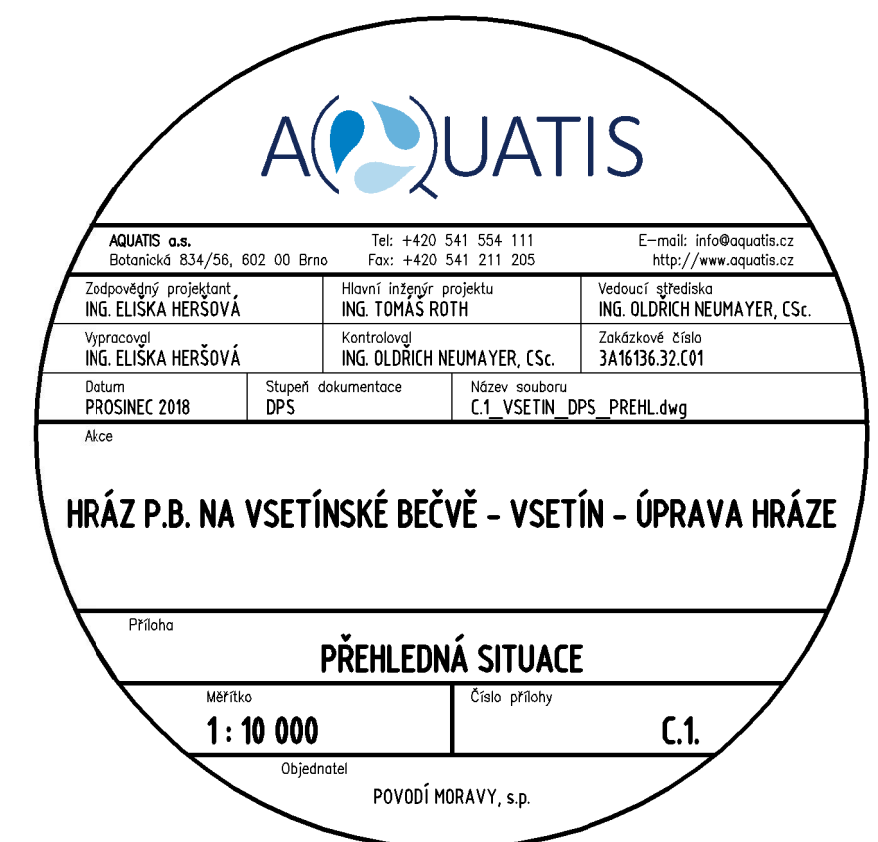 AQUATIS
AQUATIS a.s. Tel: +420 541 554 111 E-mail: info@aquatis.cz
Botanická 834/56, 602 00 Brno Fax: +420 541 211 205 http://www.aquatis.cz
Zodpovědný projektant Hlavní inženýr projektu Vedoucí střediska
ING. ELIŠKA HERŠOVÁ ING. TOMÁŠ ROTH ING. OLDŘICH NEUMAYER, CSc.
Vypracoval Kontroloval Zakázkové číslo
ING. ELIŠKA HERŠOVÁ ING. OLDŘICH NEUMAYER, CSc. 3A16136.32.C01
Datum Stupeň dokumentace Název souboru
PROSINEC 2018 DPS C.1_VSETIN_DPS_PREHL.dwg
Akce
HRÁZ P.B. NA VSETÍNSKÉ BEČVĚ - VSETÍN - ÚPRAVA HRÁZE
Příloha
PŘEHLEDNÁ SITUACE
Měřítko Číslo přílohy
1 : 10 000 C.1.
Objednatel
POVODÍ MORAVY, s.p.